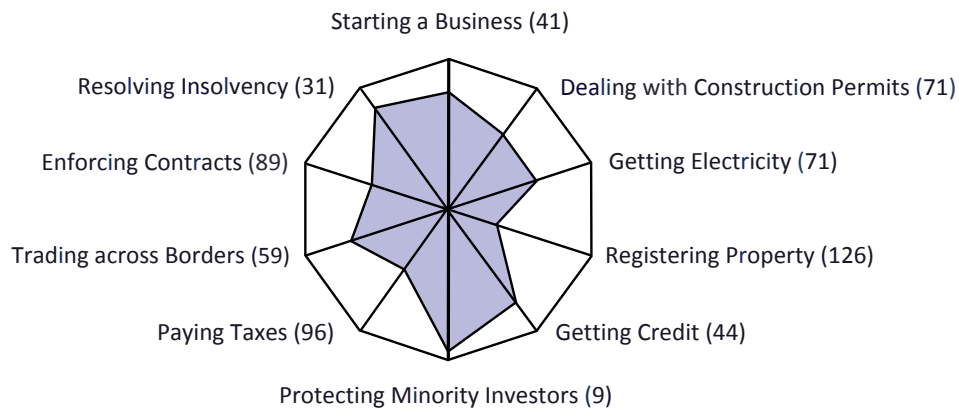 Starting a Business (41)
Resolving Insolvency (31)
Dealing with Construction Permits (71)
Enforcing Contracts (89)
Getting Electricity (71)
Trading across Borders (59)
Registering Property (126)
Paying Taxes (96)
Getting Credit (44)
Protecting Minority Investors (9)